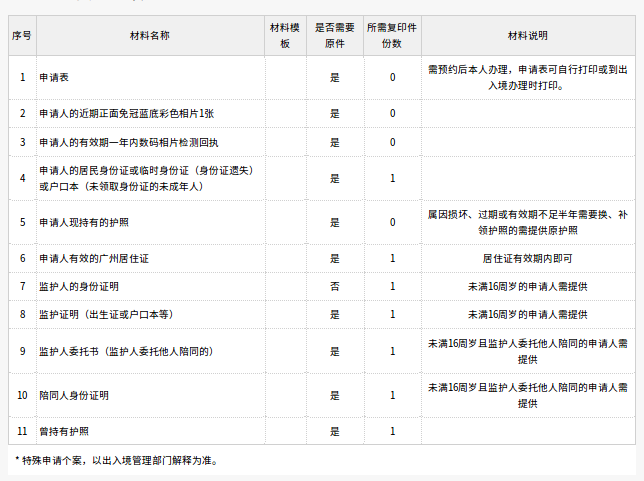 序号 材料名称 材料模板 是否需要原件 所需复印件份数 材料说明
1 申请表 是 0 需预约后本人办理，申请表可自行打印或到出
入境办理时打印。
2 申请人的近期正面免冠蓝底彩色相片1张 是 0
3 申请人的有效期一年内数码相片检测回执 是 0
4 申请人的居民身份证或临时身份证（身份证遗失）
或户口本（未领取身份证的未成年人） 是 1
5 申请人现持有的护照 是 0 属因损坏、过期或有效期不足半年需要换、补
领护照的需提供原护照
6 申请人有效的广州居住证 是 1 居住证有效期内即可
7 监护人的身份证明 否 1 未满16周岁的申请人需提供
8 监护证明（出生证或户口本等） 是 1 未满16周岁的申请人需提供
9 监护人委托书（监护人委托他人陪同的） 是 1 未满16周岁且监护人委托他人陪同的申请人需
提供
10 陪同人身份证明 是 1 未满16周岁且监护人委托他人陪同的申请人需
提供
11 曾持有护照 是 1
* 特殊申请个案，以出入境管理部门解释为准。